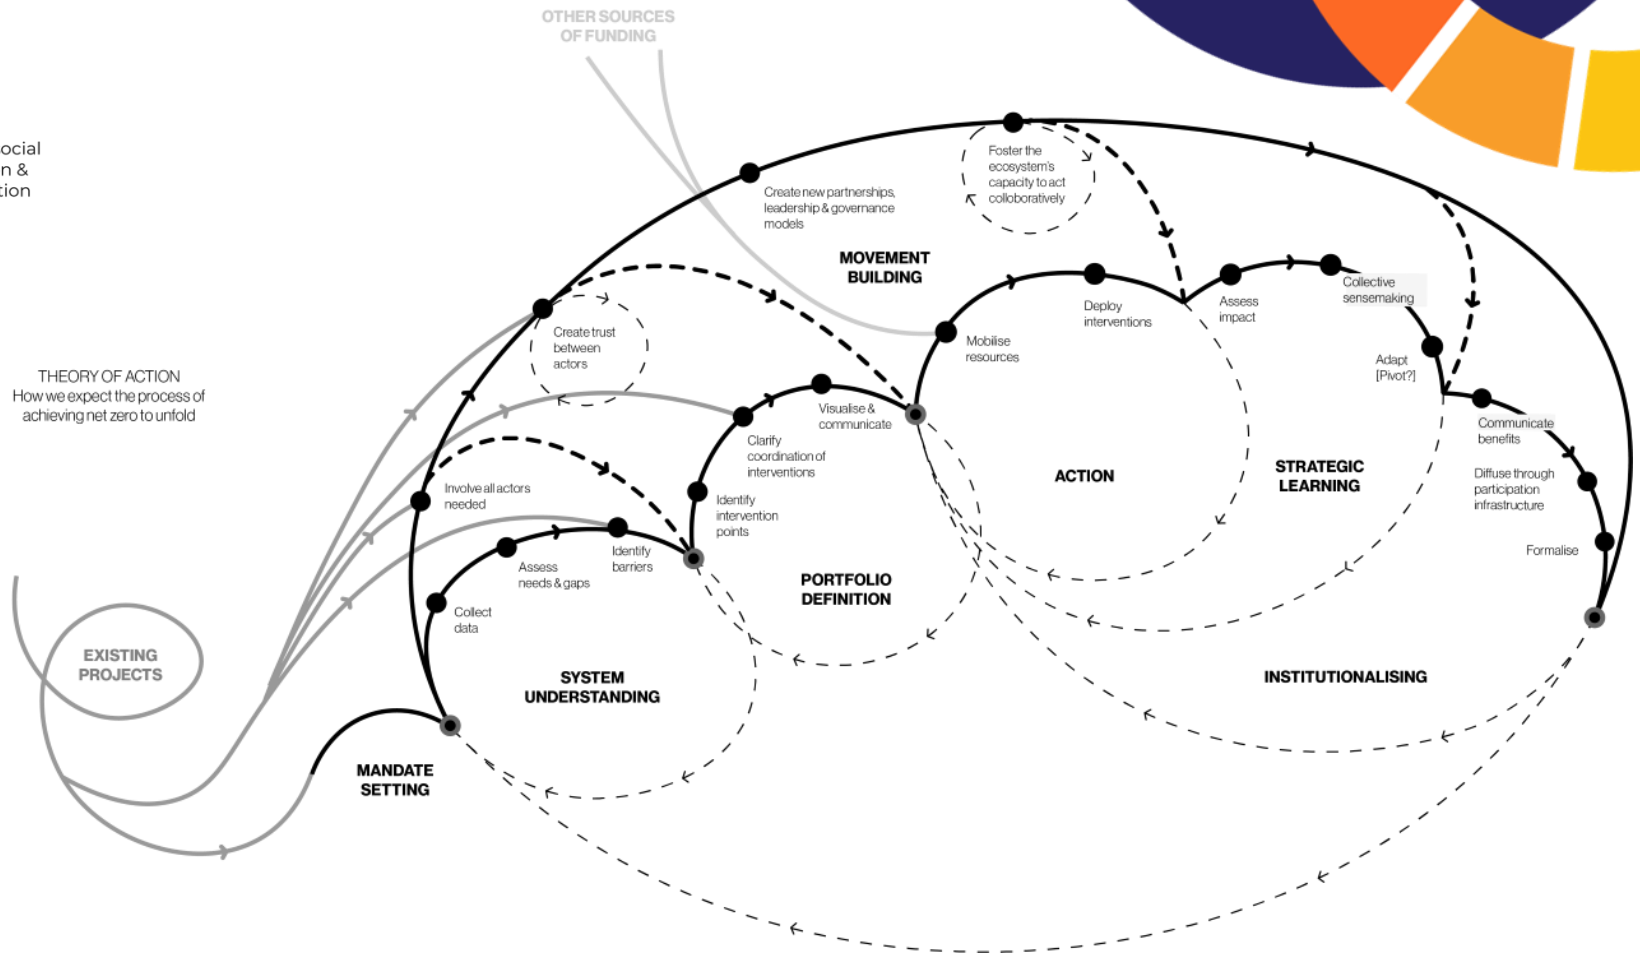 OTHER SOURCES
OF FUNDING
ocial
n &
tion
Foster the
ecosystem's
capacity to act
colloboratively
Create new partnerships,
leadership & governance
models
MOVEMENT
BUILDING
Collective
sensemaking
Assess
impact
Deploy
interventions
Mobilise
resources
Create trust
between
actors
Adapt
[Pivot?]
THEORY OF ACTION
How we expect the process of
achieving net zero to unfold
Visualise &
communicate
Clarify
coordination of
interventions
Communicate
benefits
ACTION
STRATEGIC
LEARNING
Diffuse through
participation
infrastructure
Involve all actors
needed
Identify
intervention
points
Formalise
Identify
barriers
Assess
needs & gaps
PORTFOLIO
DEFINITION
Collect
data
EXISTING
PROJECTS
SYSTEM
UNDERSTANDING
INSTITUTIONALISING
MANDATE
SETTING